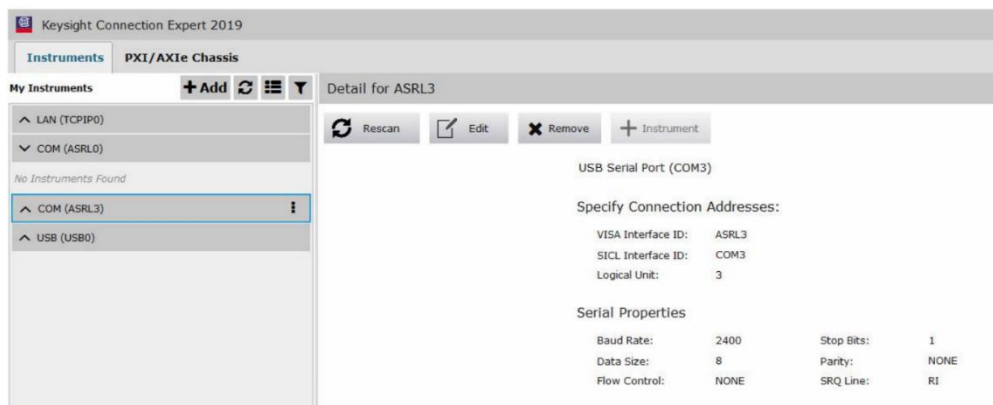 Keysight Connection Expert 2019
Instruments PXI/AXIe Chassis
My Instruments
+ Add
LAN (TCPIP0)
COM (ASRL0)
No Instruments Found
COM (ASRL3)
USB (USB0)
Detail for ASRL3
Rescan Edit Remove + Instrument
USB Serial Port (COM3)
Specify Connection Addresses:
VISA Interface ID: ASRL3
SICL Interface ID: COM3
Logical Unit: 3
Serial Properties
Baud Rate: 2400 Stop Bits: 1
Data Size: 8 Parity: NONE
Flow Control: NONE SRQ Line: RI